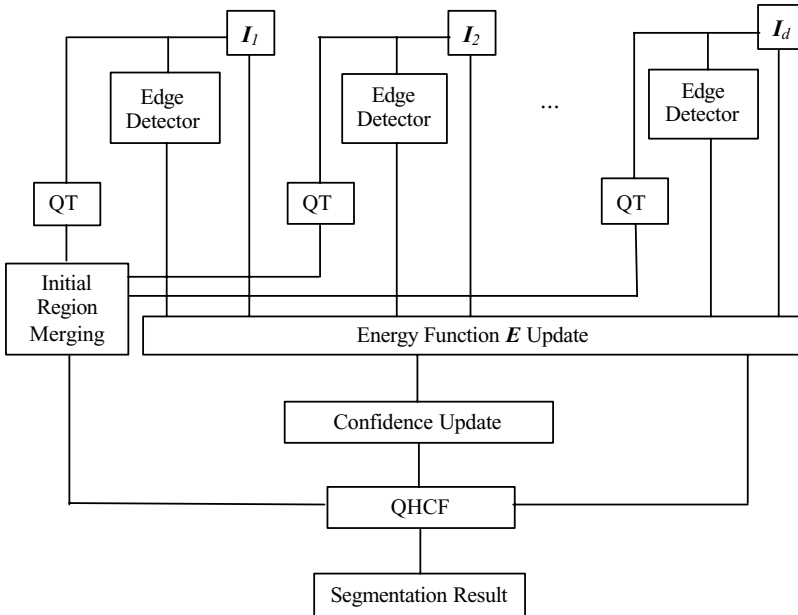 I1
I2
Id
Edge
Detector
Edge
Detector
...
Edge
Detector
QT
QT
QT
Initial
Region
Merging
Energy Function E Update
Confidence Update
QHCF
Segmentation Result